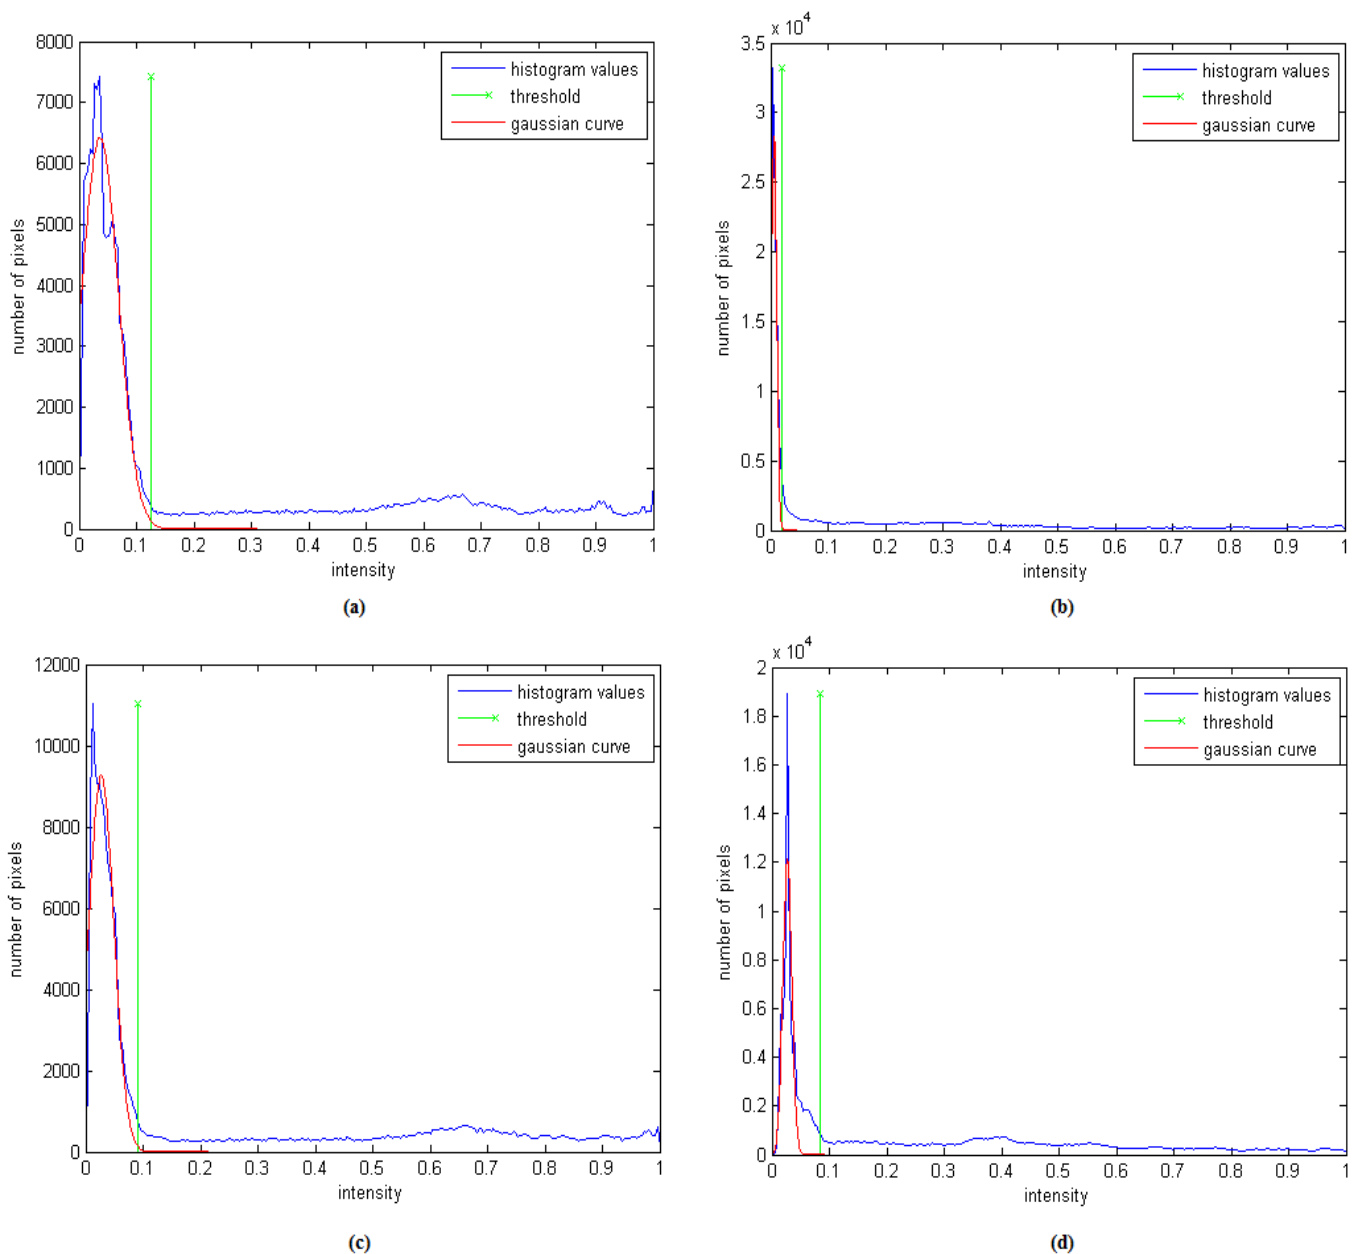 8000
7000
6000
5000
4000
3000
2000
1000
0
number of pixels
histogram values
threshold
gaussian curve
0 0.1 0.2 0.3 0.4 0.5 0.6 0.7 0.8 0.9 1
intensity
(a)
x 10^4
3.5
3
2.5
2
1.5
1
0.5
0
number of pixels
histogram values
threshold
gaussian curve
0 0.1 0.2 0.3 0.4 0.5 0.6 0.7 0.8 0.9 1
intensity
(b)
12000
10000
8000
6000
4000
2000
0
number of pixels
histogram values
threshold
gaussian curve
0 0.1 0.2 0.3 0.4 0.5 0.6 0.7 0.8 0.9 1
intensity
(c)
x 10^4
2
1.8
1.6
1.4
1.2
1
0.8
0.6
0.4
0.2
0
number of pixels
histogram values
threshold
gaussian curve
0 0.1 0.2 0.3 0.4 0.5 0.6 0.7 0.8 0.9 1
intensity
(d)